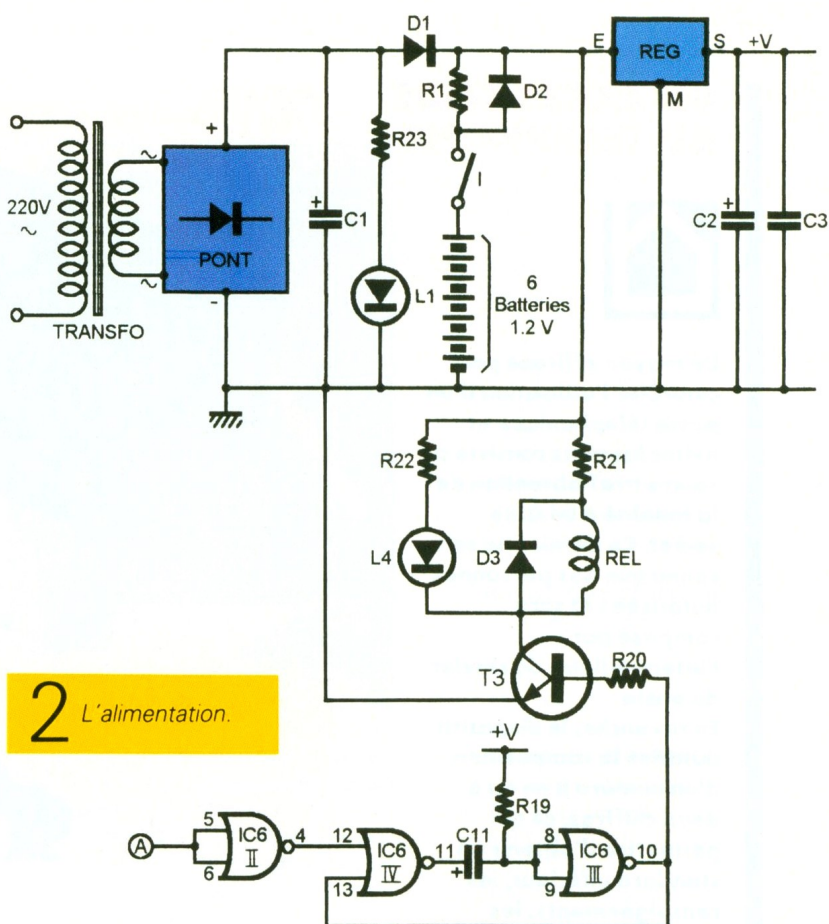 D1
E
REG
S
+V
R1
D2
M
+
R23
~
I
220V
~
+
C1
+
C2
C3
PONT
6
Batteries
1.2 V
L1
~
-
TRANSFO
R22
R21
L4
D3
REL
T3
R20
2 L'alimentation.
+V
R19
A
5
6
IC6
II
4
12
13
IC6
IV
11
C11
+
8
9
IC6
III
10